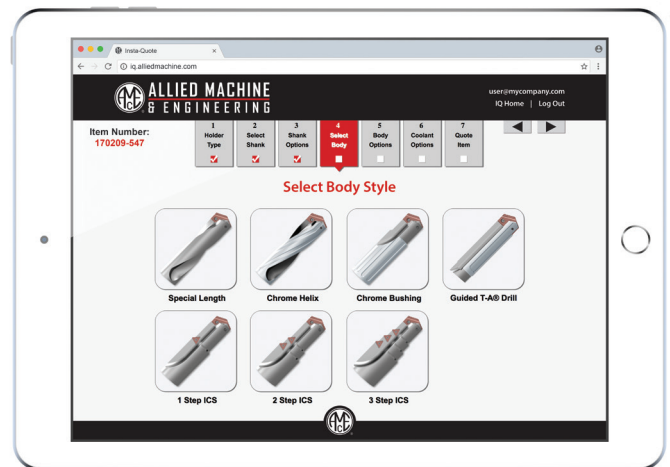 Insta-Quote
iq.alliedmachine.com
AMEC
ALLIED MACHINE
& ENGINEERING
user@mycompany.com
IQ Home | Log Out
Item Number:
170209-547
1
Holder
Type
2
Select
Shank
3
Shank
Options
4
Select
Body
5
Body
Options
6
Coolant
Options
7
Quote
Item
Select Body Style
Special Length
Chrome Helix
Chrome Bushing
Guided T-A® Drill
1 Step ICS
2 Step ICS
3 Step ICS
AMEC